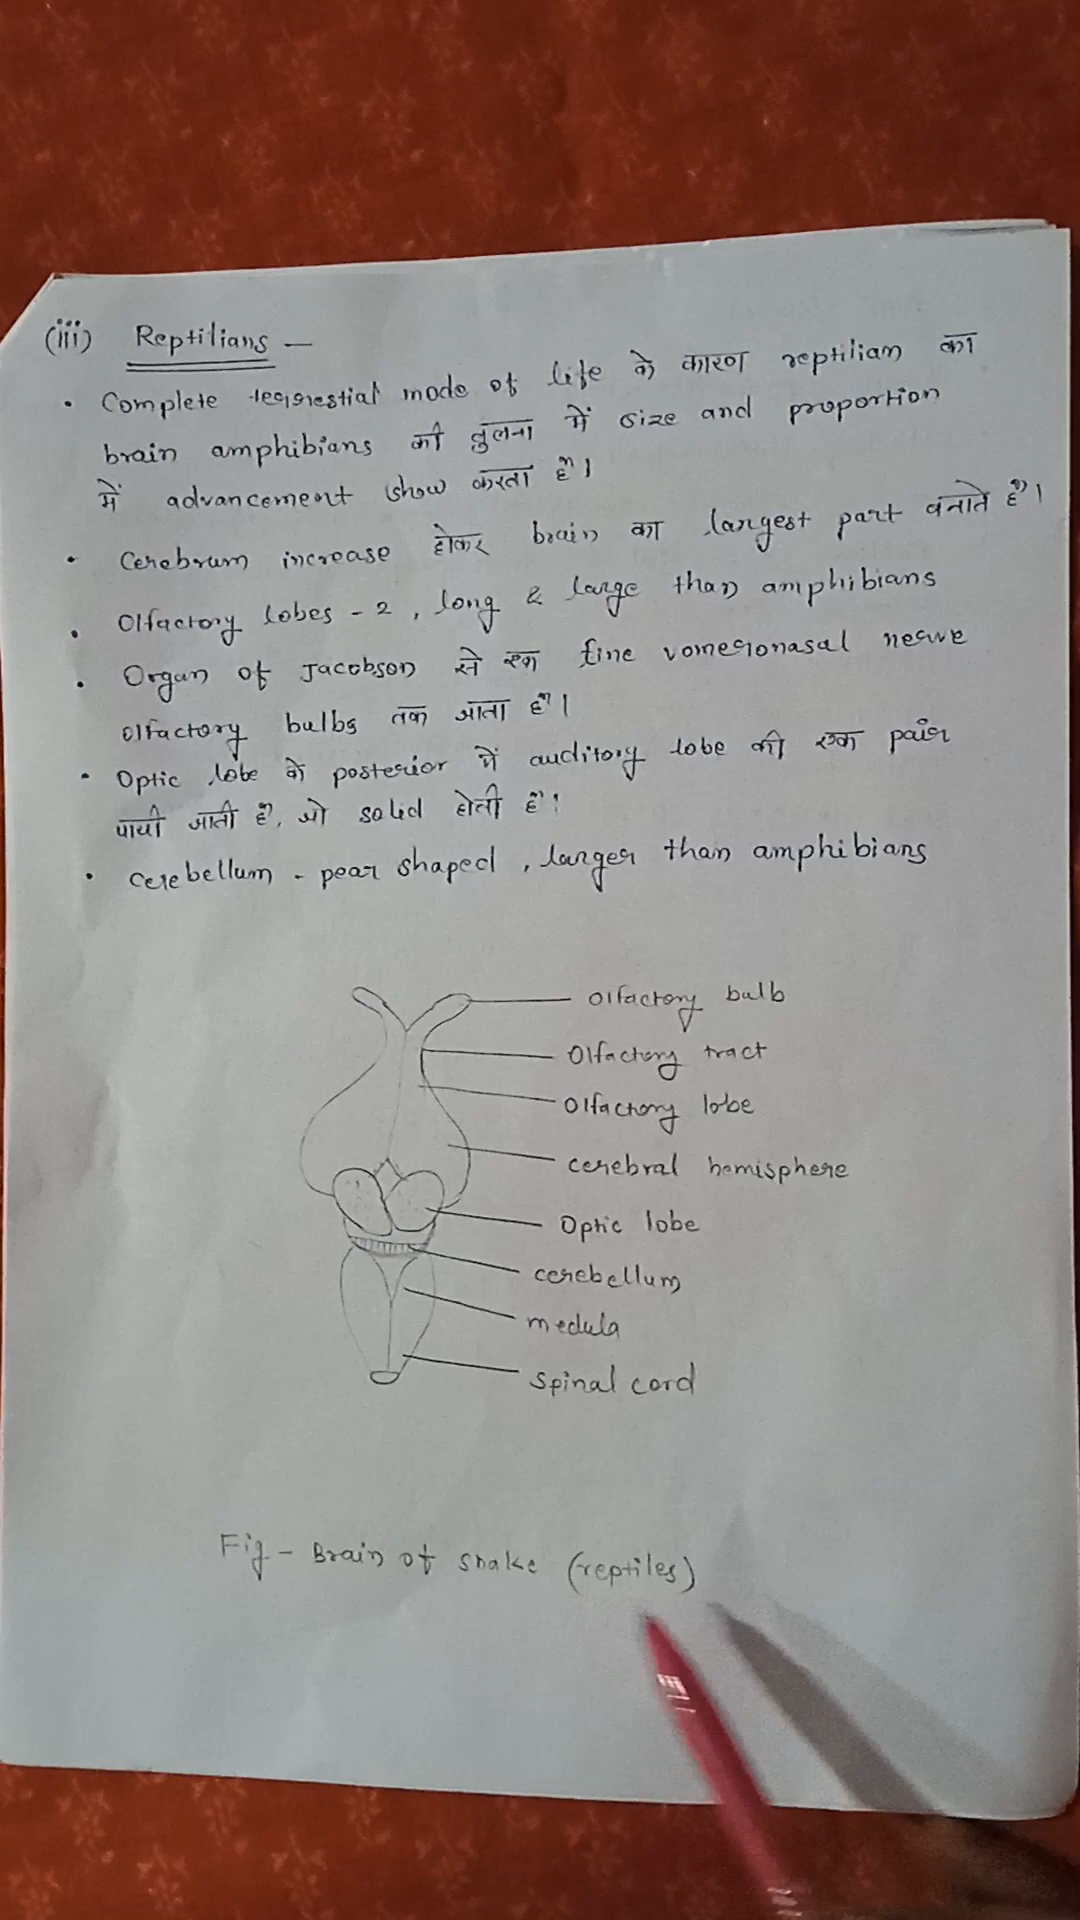 (iii) Reptilians —
• Complete terrestial mode of life के कारण reptilian का
brain amphibians की तुलना में size and proportion
में advancement show करता है।
• Cerebrum increase होकर brain का largest part बनाते है।
• Olfactory lobes - 2, long & large than amphibians
• Organ of Jacobson से एक fine vomeronasal nerve
olfactory bulbs तक आता है।
• Optic lobe के posterior में auditory lobe की एक pair
पायी जाती है, जो solid होती है।
• Cerebellum - pear shaped, larger than amphibians
Olfactory bulb
Olfactory tract
Olfactory lobe
cerebral hemisphere
Optic lobe
cerebellum
medula
spinal cord
Fig - Brain of snake (reptiles)